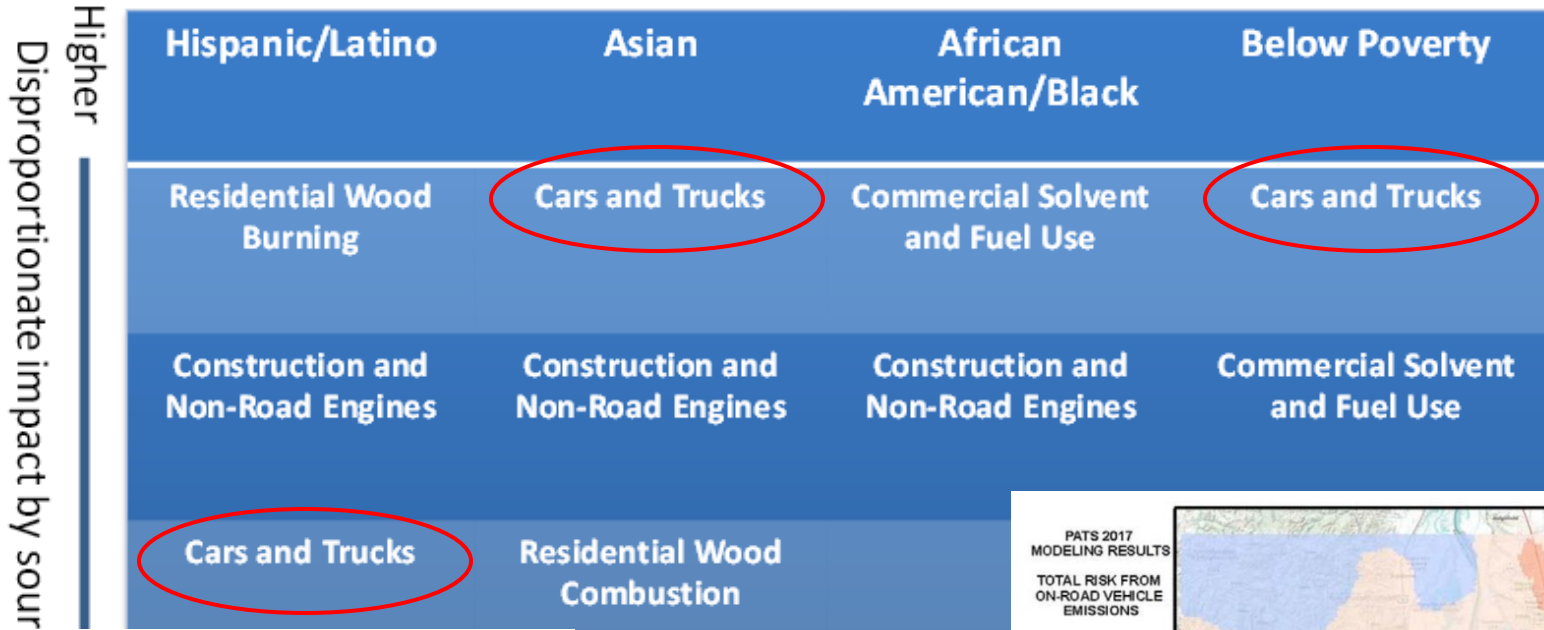 Higher
Disproportionate impact by sour
Hispanic/Latino
Asian
African
American/Black
Below Poverty
Residential Wood
Burning
Cars and Trucks
Commercial Solvent
and Fuel Use
Cars and Trucks
Construction and
Non-Road Engines
Construction and
Non-Road Engines
Construction and
Non-Road Engines
Commercial Solvent
and Fuel Use
Cars and Trucks
Residential Wood
Combustion
PATS 2017
MODELING RESULTS
TOTAL RISK FROM
ON-ROAD VEHICLE
EMISSIONS